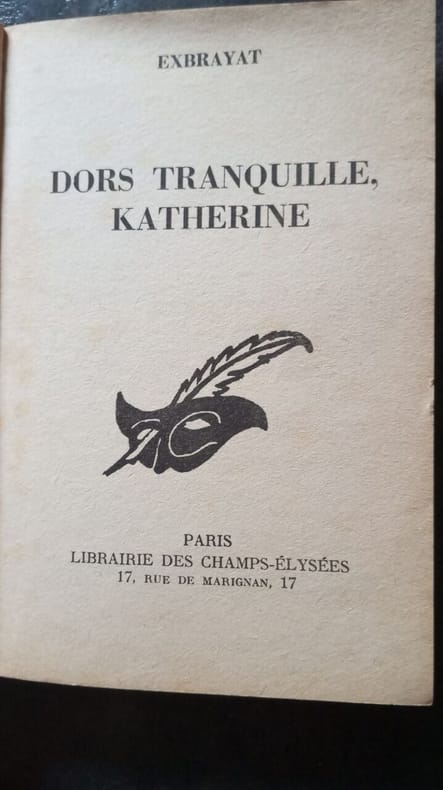 EXBRAYAT
DORS TRANQUILLE,
KATHERINE
PARIS
LIBRAIRIE DES CHAMPS-ÉLYSÉES
17, RUE DE MARIGNAN, 17